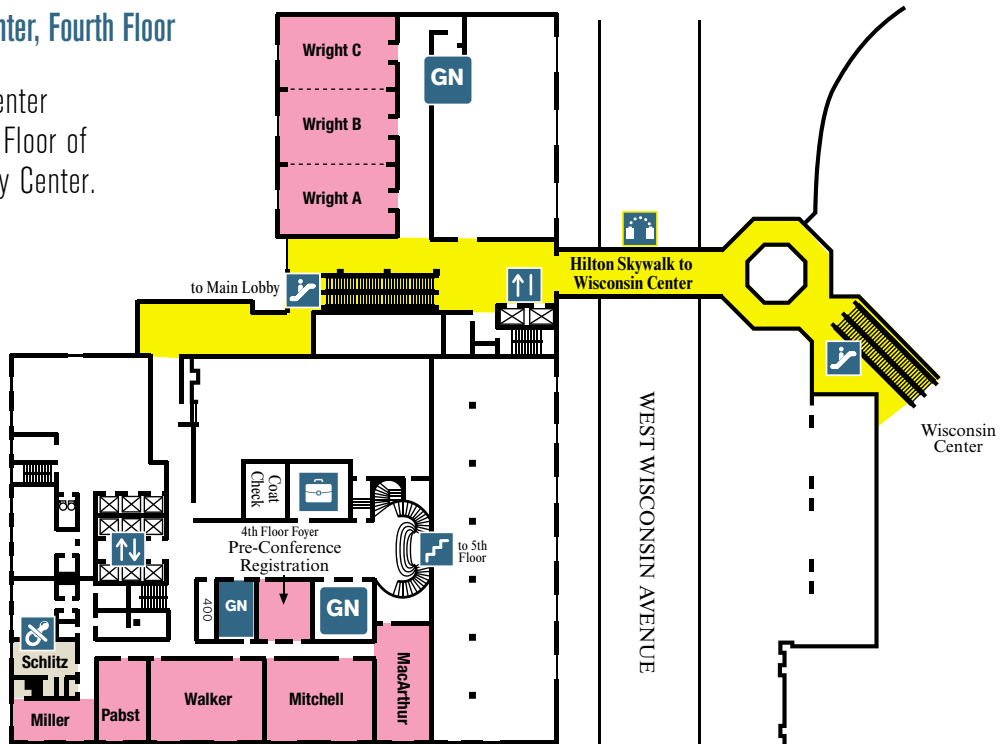 nter, Fourth Floor
enter
Floor of
y Center.
Wright C
GN
Wright B
Wright A
to Main Lobby
Hilton Skywalk to
Wisconsin Center
Wisconsin
Center
WEST WISCONSIN AVENUE
Coat
Check
4th Floor Foyer
Pre-Conference
Registration
to 5th
Floor
400
GN
GN
Schlitz
Miller
Pabst
Walker
Mitchell
MacArthur